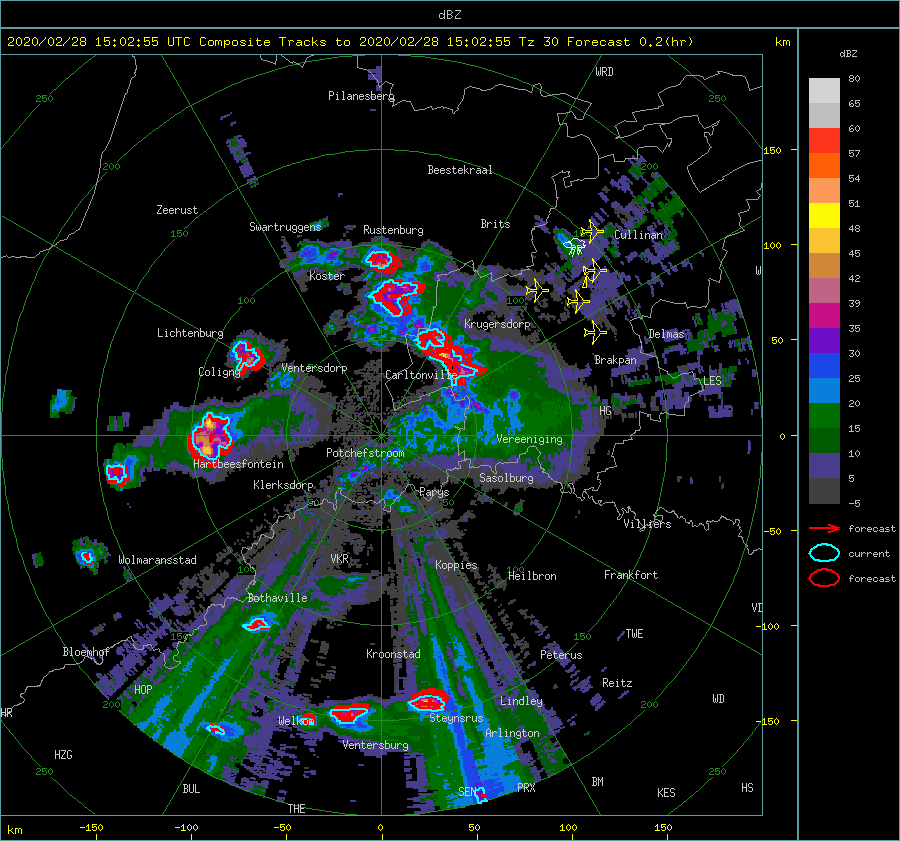 dBZ
2020/02/28 15:02:55 UTC Composite Tracks to 2020/02/28 15:02:55 Tz 30 Forecast 0.2(hr)
km
dBZ
WRD
80
250
Pilanesberg
250
65
60
150
57
200
Beestekraal
200
54
Zeerust
51
Swartruggens
Rustenburg
Brits
150
Cullinan
48
100
Koster
W
45
42
100
100
39
Krugersdorp
Lichtenburg
Delmas
35
50
30
Coligny
Ventersdorp
Carltonville
Brakpan
LES
25
HG
20
0
Vereeniging
15
Potchefstroom
10
Hartbeesfontein
Klerksdorp
Parys
Sasolburg
5
50
50
-5
Villiers
forecast
-50
Wolmaransstad
VKR
Koppies
current
100
100
Heilbron
Frankfort
forecast
Bothaville
VI
-100
150
150
TWE
Bloemhof
Kroonstad
Peterus
HOP
Reitz
200
Lindley
200
WD
HR
Welkom
Steynsrus
-150
Ventersburg
Arlington
HZG
250
250
BUL
SEN
PRX
BM
KES
HS
THE
km
-150
-100
-50
0
50
100
150